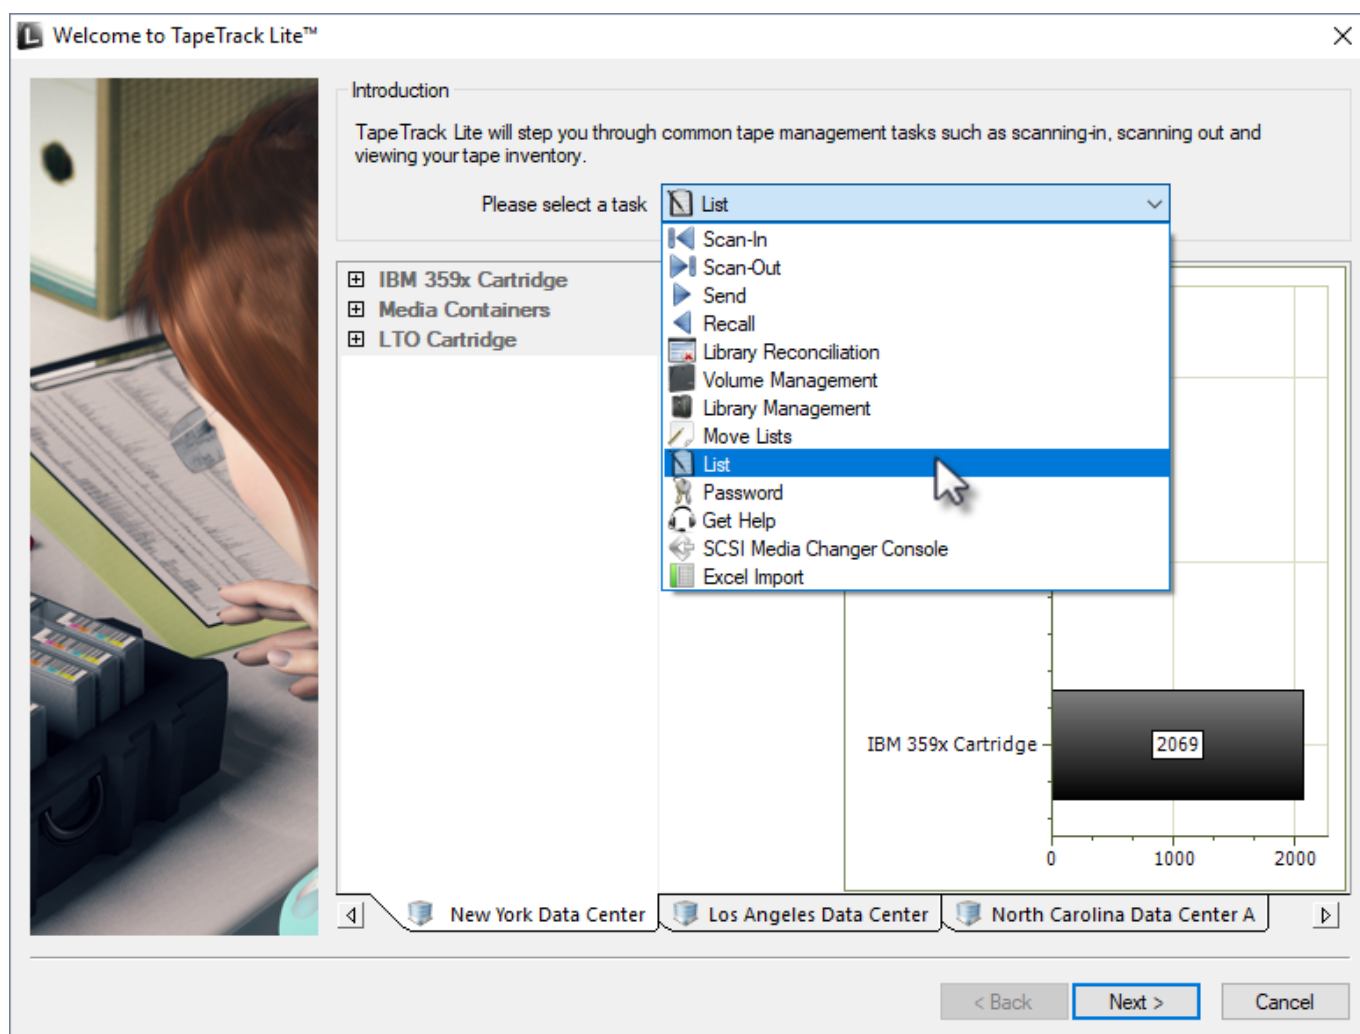 Welcome to TapeTrack Lite™
Introduction
TapeTrack Lite will step you through common tape management tasks such as scanning-in, scanning out and
viewing your tape inventory.
Please select a task
List
Scan-In
Scan-Out
Send
Recall
Library Reconciliation
Volume Management
Library Management
Move Lists
List
Password
Get Help
SCSI Media Changer Console
Excel Import
IBM 359x Cartridge
Media Containers
LTO Cartridge
IBM 359x Cartridge
2069
0 1000 2000
New York Data Center
Los Angeles Data Center
North Carolina Data Center A
< Back
Next >
Cancel